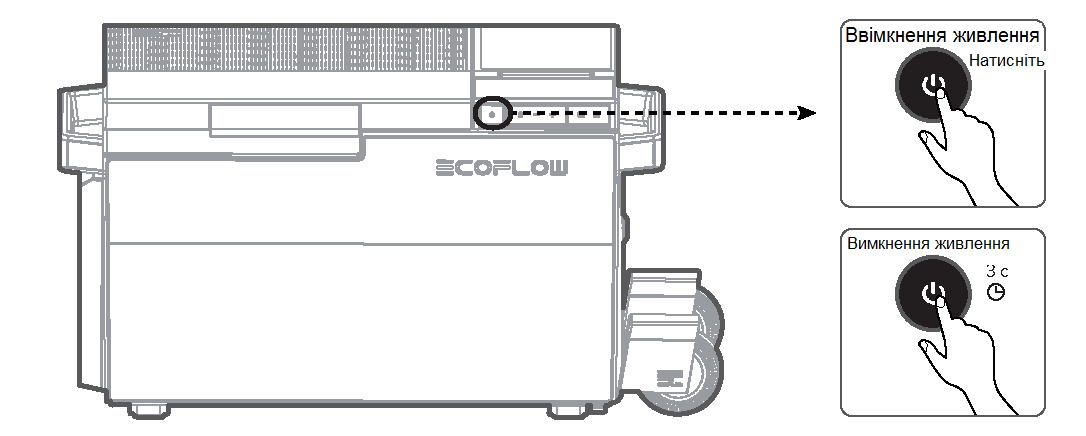 Ввімкнення живлення
Натисніть
ECOFLOW
Вимкнення живлення
3 с